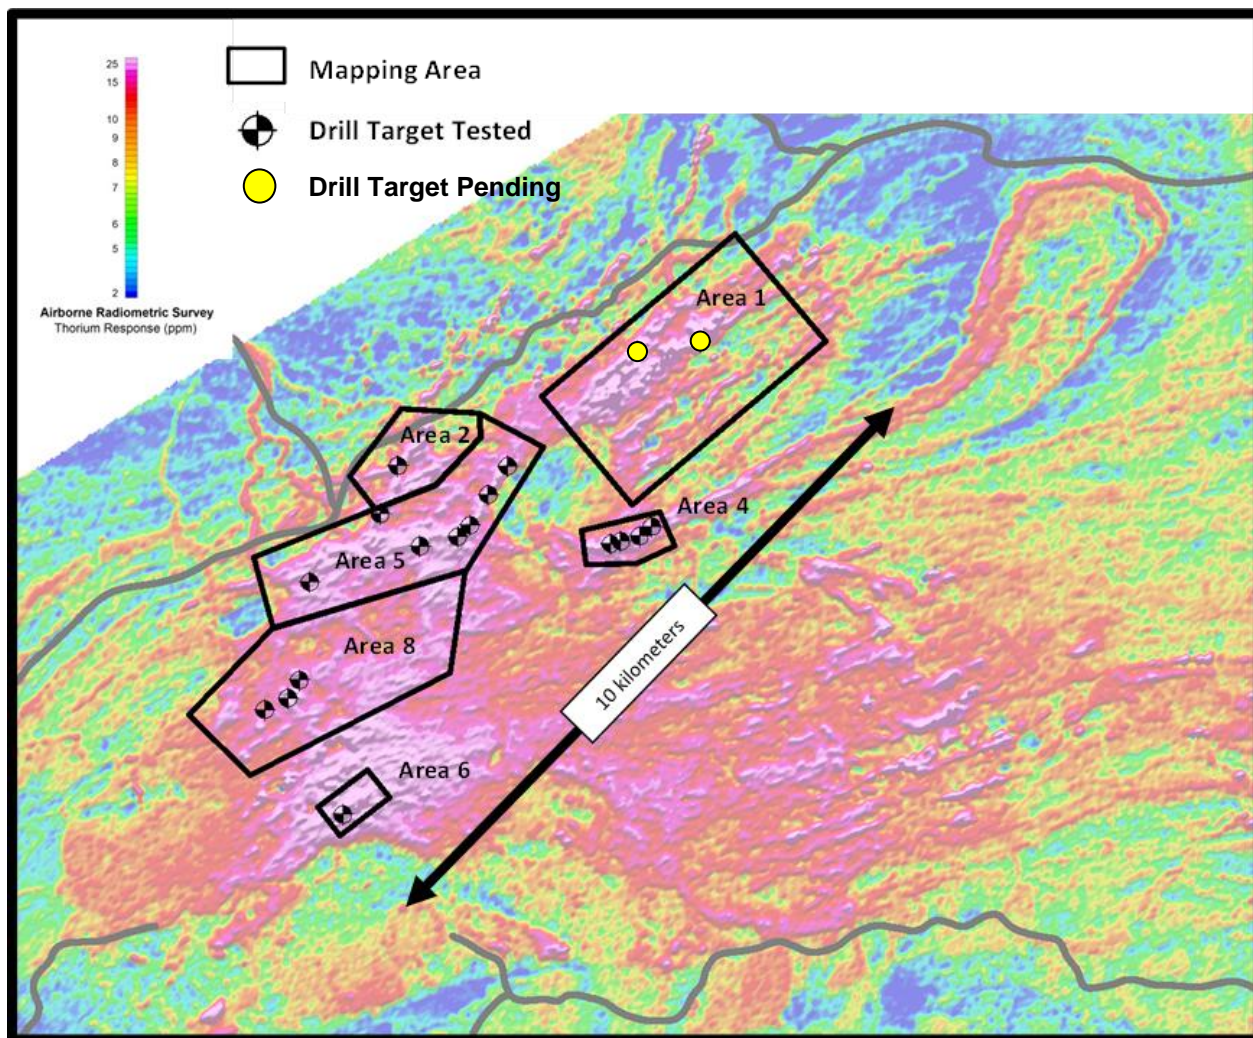 25
15
10
9
8
7
6
5
2
Airborne Radiometric Survey
Thorium Response (ppm)
Mapping Area
Drill Target Tested
Drill Target Pending
Area 1
Area 2
Area 4
Area 5
Area 8
10 kilometers
Area 6